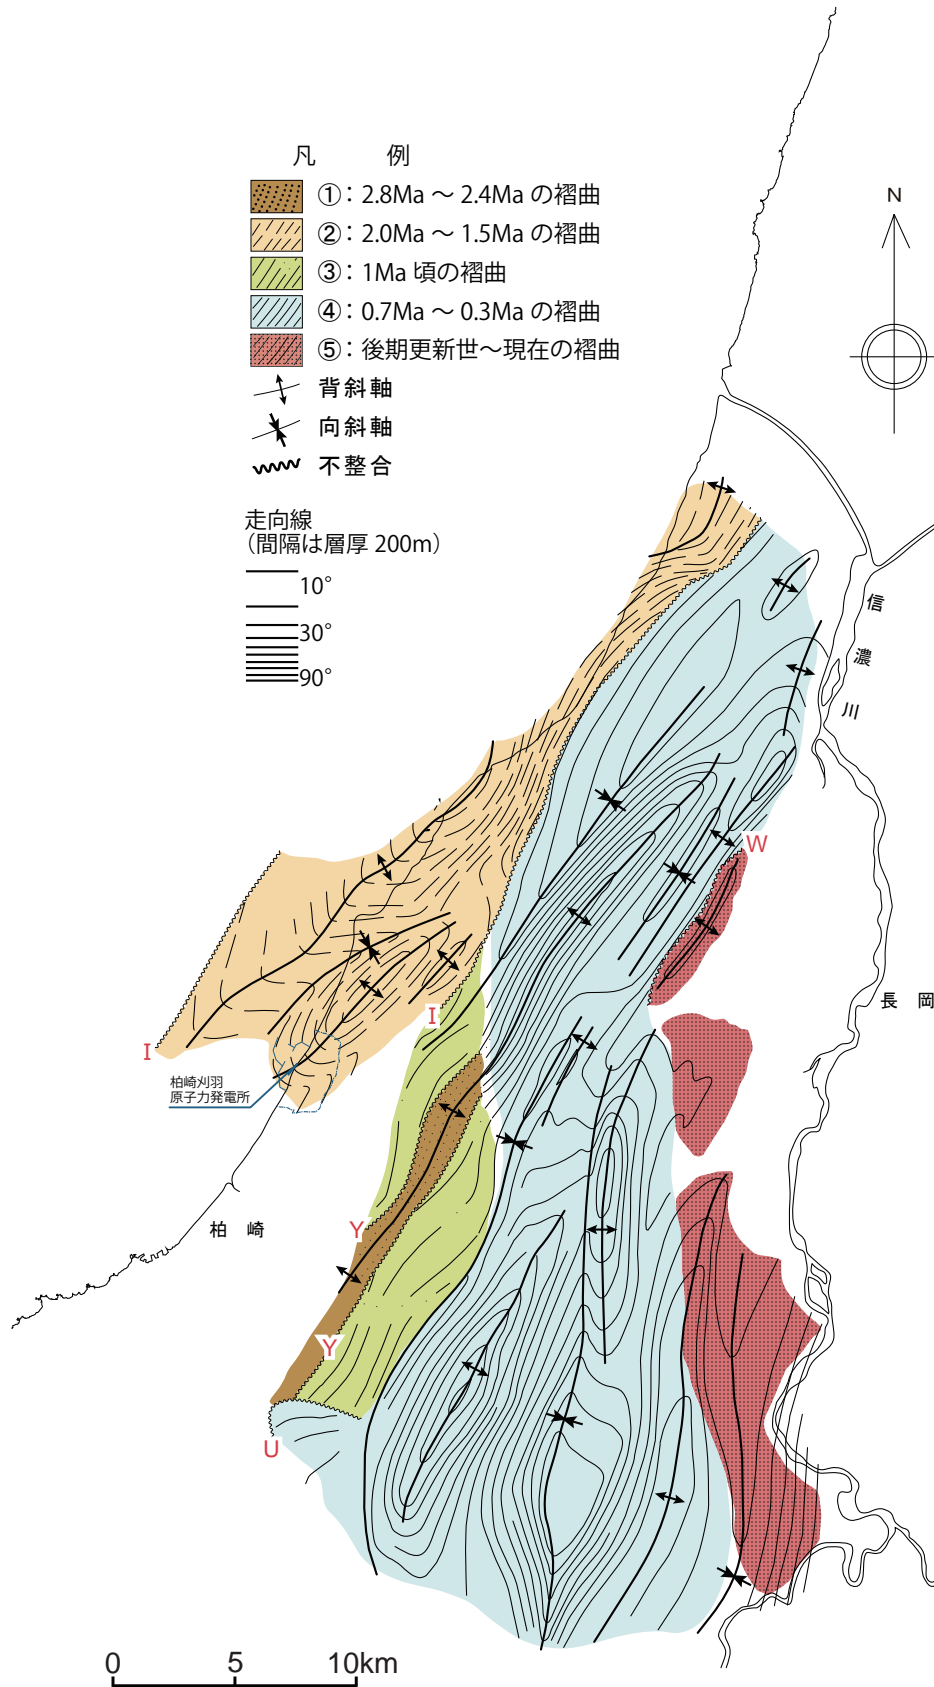 凡 例
①：2.8Ma ～ 2.4Ma の褶曲
②：2.0Ma ～ 1.5Ma の褶曲
③：1Ma 頃の褶曲
④：0.7Ma ～ 0.3Ma の褶曲
⑤：後期更新世～現在の褶曲
背斜軸
向斜軸
不整合
走向線
（間隔は層厚 200m）
10°
30°
90°
N
信濃川
W
長 岡
I
I
柏崎刈羽
原子力発電所
柏 崎
Y
Y
U
0 5 10km